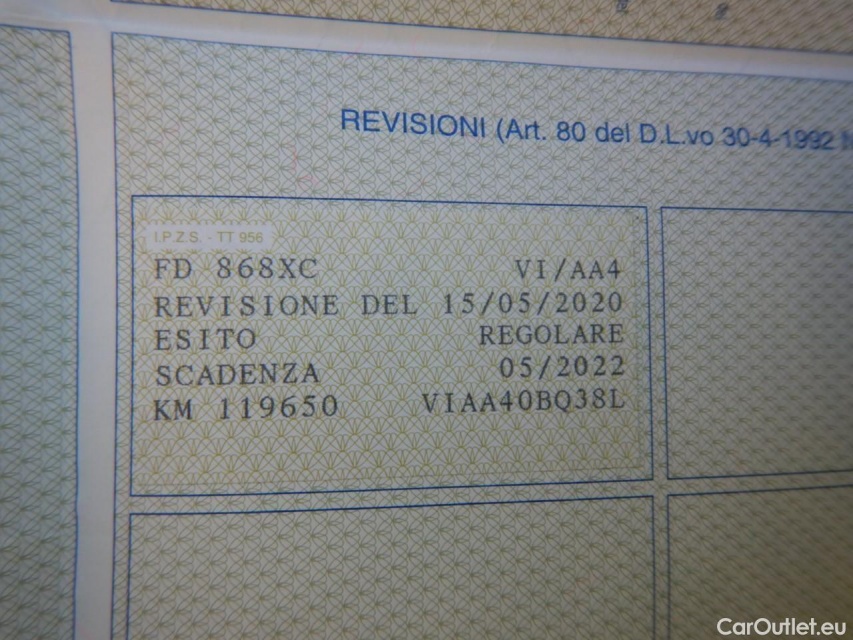 REVISIONI (Art. 80 del D.L.vo 30-4-1992
I.P.Z.S. - TT 956
FD 868XC VI/AA4
REVISIONE DEL 15/05/2020
ESITO REGOLARE
SCADENZA 05/2022
KM 119650 VIAA40BQ38L
CarOutlet.eu